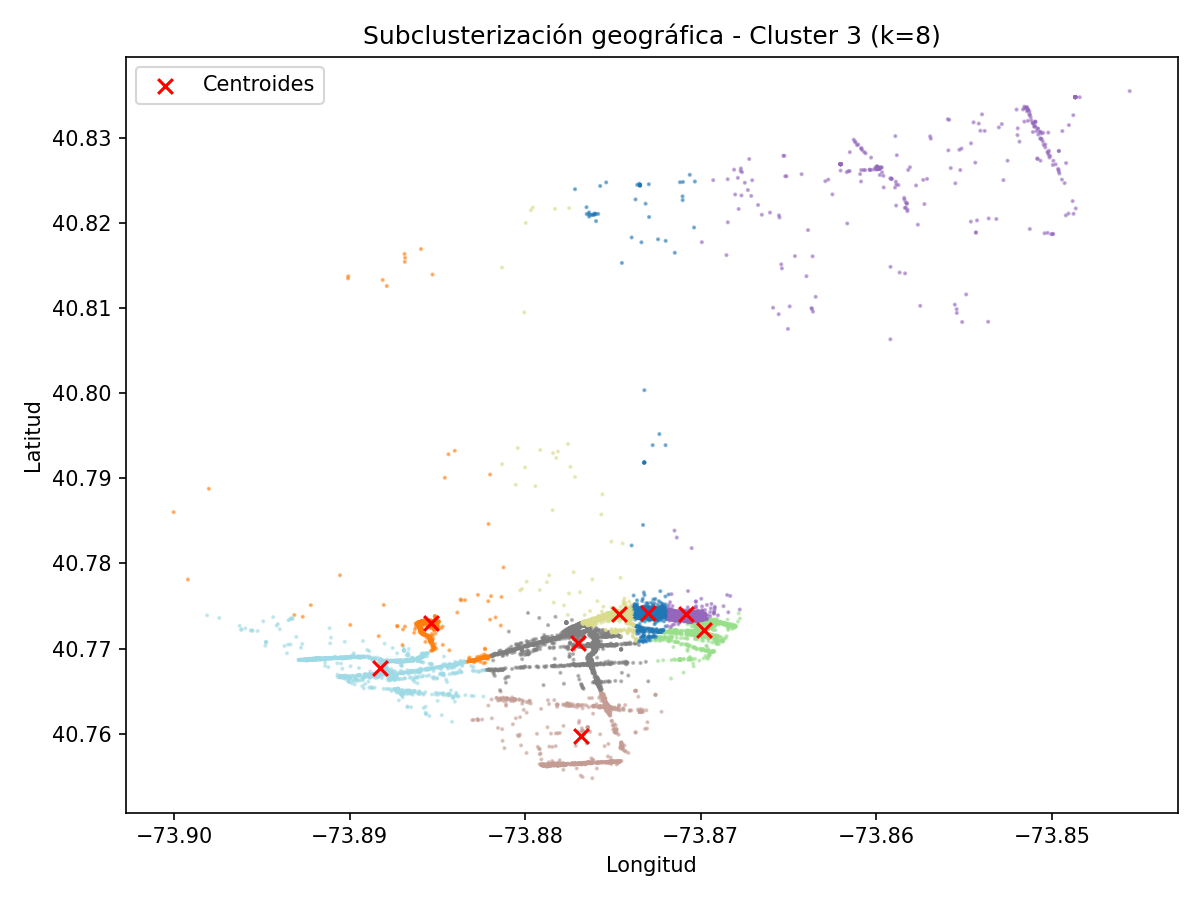 Subclusterización geográfica - Cluster 3 (k=8)
Centroides
40.83
40.82
40.81
40.80
40.79
40.78
40.77
40.76
Latitud
−73.90 −73.89 −73.88 −73.87 −73.86 −73.85
Longitud